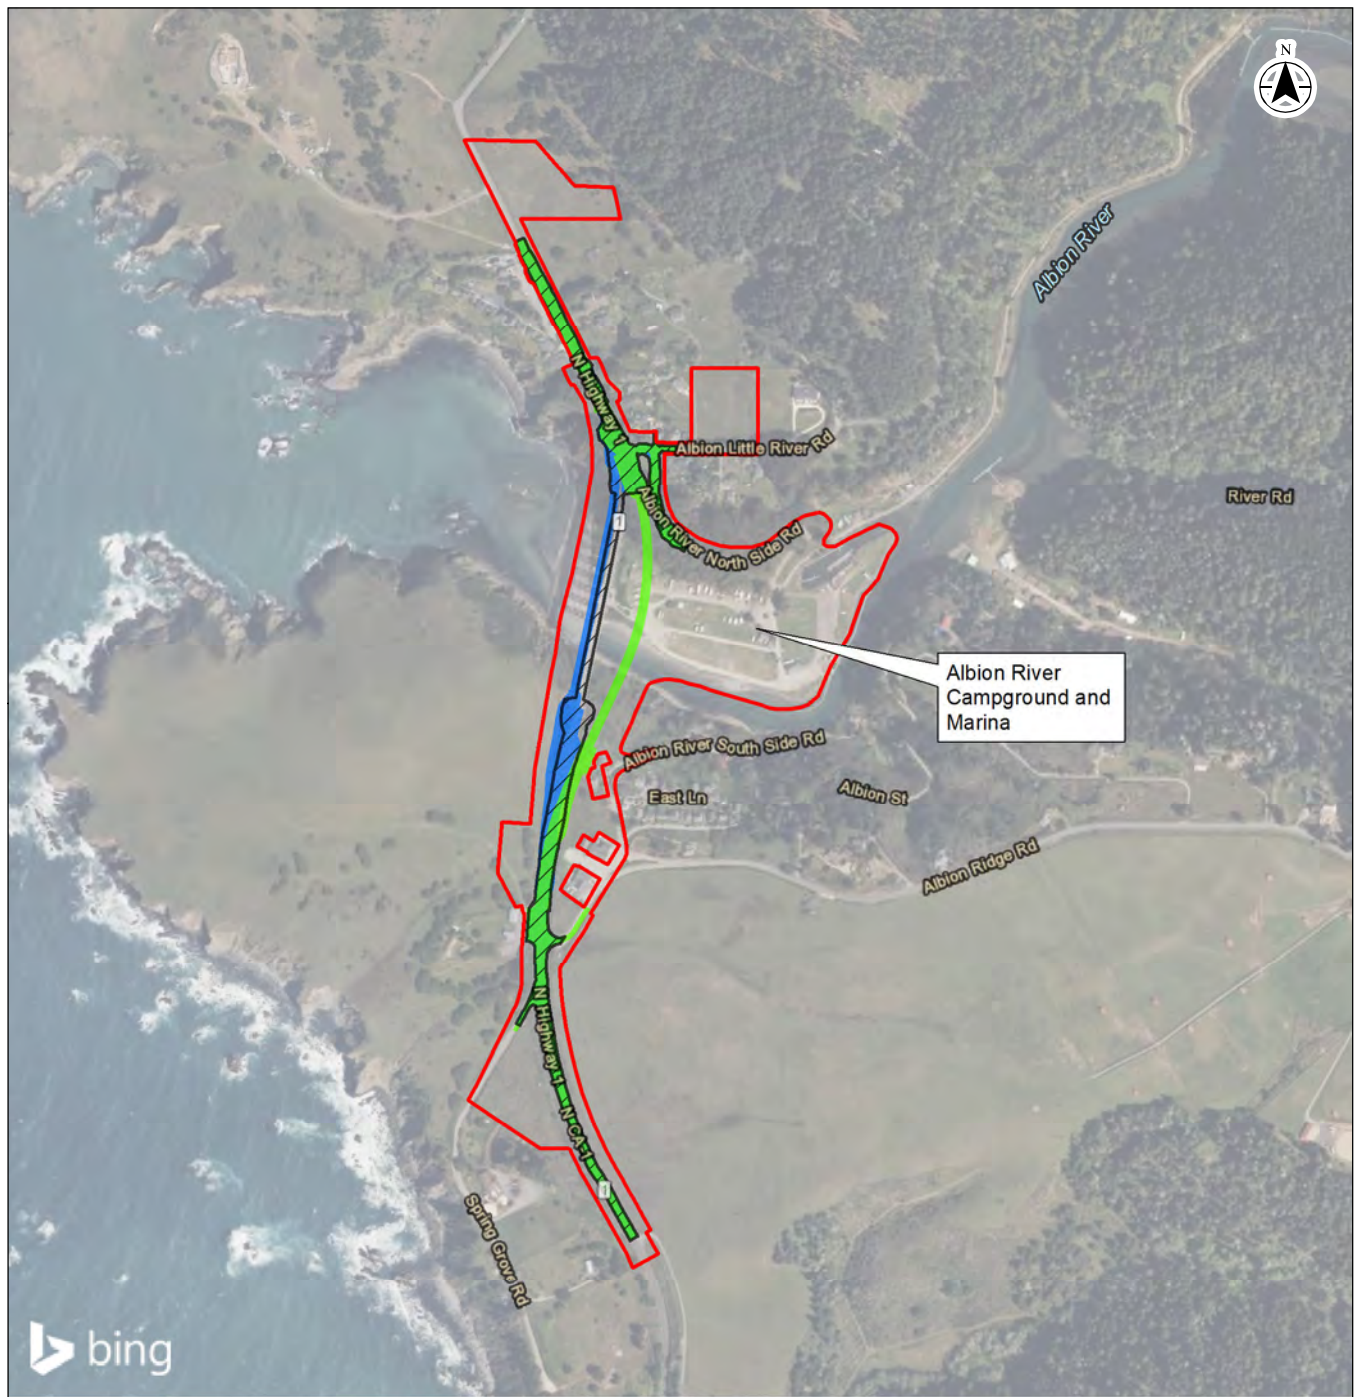 N
Albion River
N Highway 1
Albion Little River Rd
River Rd
1
Albion River North Side Rd
Albion River
Campground and
Marina
Albion River South Side Rd
East Ln
Albion St
Albion Ridge Rd
N Highway 1
N CA-1
1
Spring Grove Rd
bing